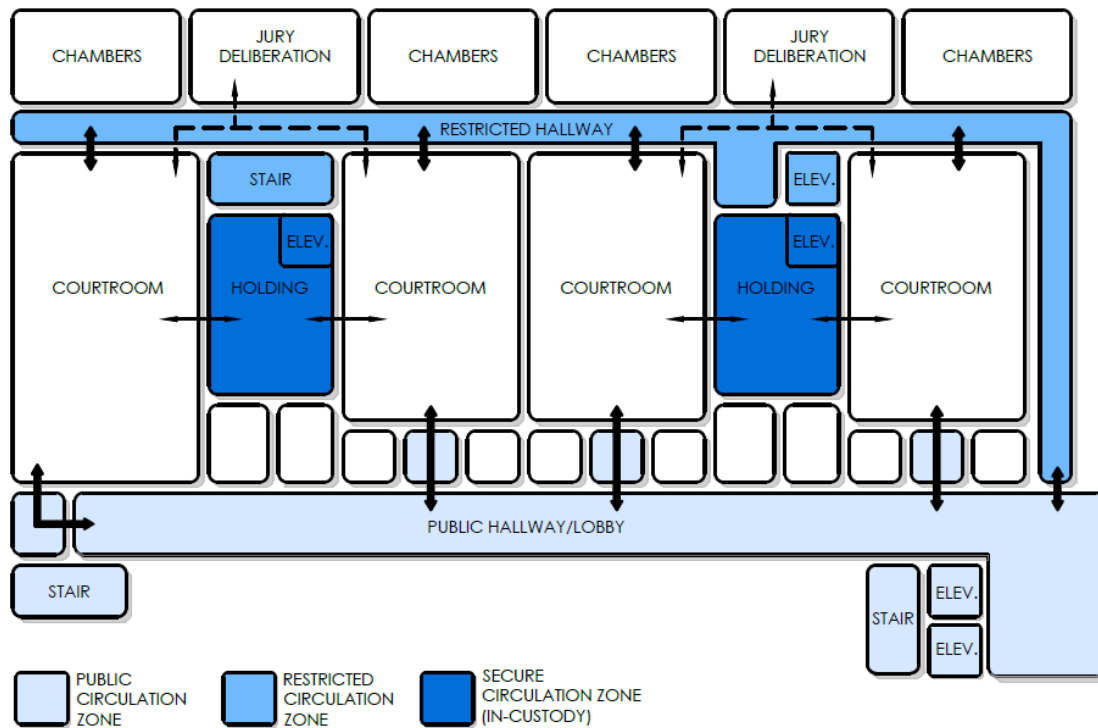 CHAMBERS
JURY
DELIBERATION
CHAMBERS
CHAMBERS
JURY
DELIBERATION
CHAMBERS
RESTRICTED HALLWAY
STAIR
ELEV.
ELEV.
ELEV.
COURTROOM
HOLDING
COURTROOM
COURTROOM
HOLDING
COURTROOM
PUBLIC HALLWAY/LOBBY
STAIR
STAIR
ELEV.
ELEV.
PUBLIC
CIRCULATION
ZONE
RESTRICTED
CIRCULATION
ZONE
SECURE
CIRCULATION ZONE
(IN-CUSTODY)